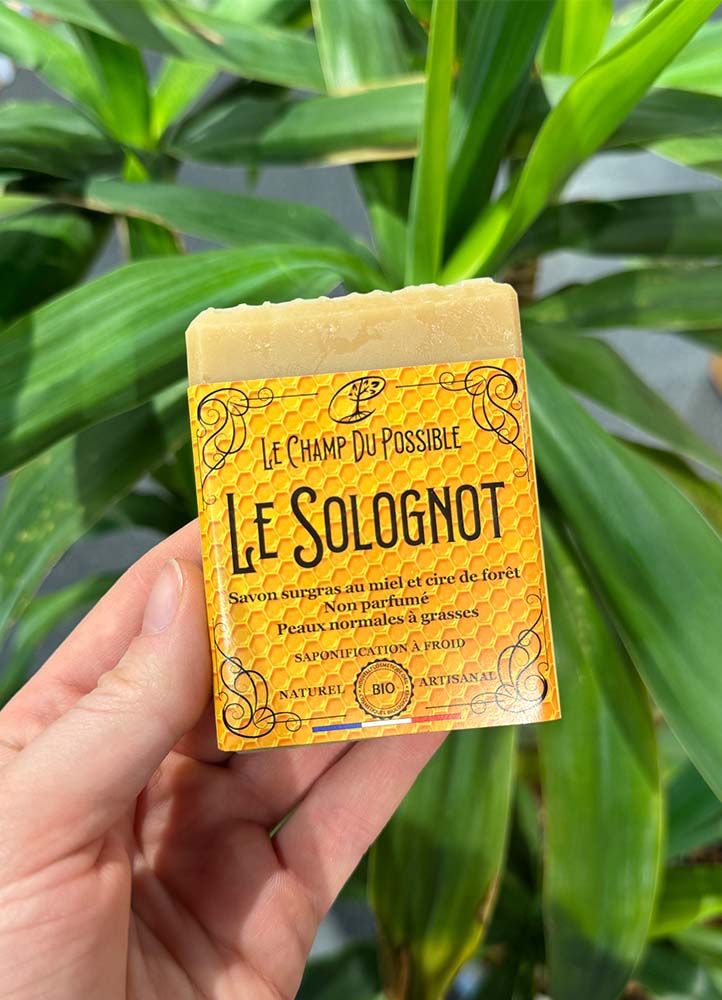 Le Champ Du Possible
Le Solognot
Savon surgras au miel et cire de forêt
Non parfumé
Peaux normales à grasses
SAPONIFICATION À FROID
NATUREL BIO ARTISANAL